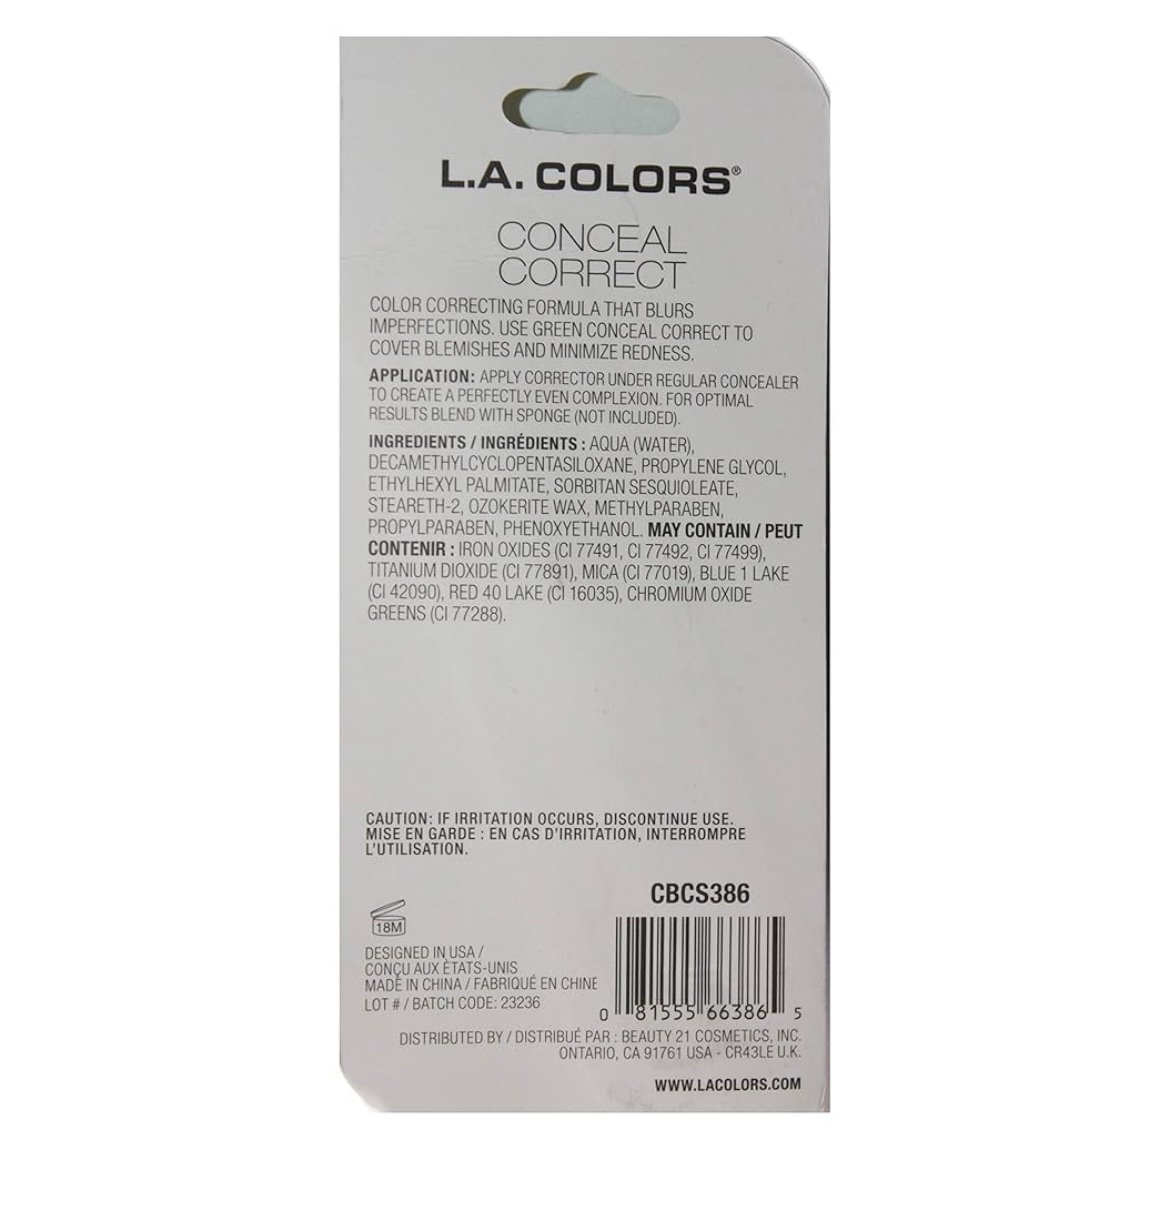 L.A. COLORS®
CONCEAL
CORRECT
COLOR CORRECTING FORMULA THAT BLURS
IMPERFECTIONS. USE GREEN CONCEAL CORRECT TO
COVER BLEMISHES AND MINIMIZE REDNESS.
APPLICATION: APPLY CORRECTOR UNDER REGULAR CONCEALER
TO CREATE A PERFECTLY EVEN COMPLEXION. FOR OPTIMAL
RESULTS BLEND WITH SPONGE (NOT INCLUDED).
INGREDIENTS / INGRÉDIENTS : AQUA (WATER),
DECAMETHYLCYCLOPENTASILOXANE, PROPYLENE GLYCOL,
ETHYLHEXYL PALMITATE, SORBITAN SESQUIOLEATE,
STEARETH-2, OZOKERITE WAX, METHYLPARABEN,
PROPYLPARABEN, PHENOXYETHANOL. MAY CONTAIN / PEUT
CONTENIR : IRON OXIDES (CI 77491, CI 77492, CI 77499),
TITANIUM DIOXIDE (CI 77891), MICA (CI 77019), BLUE 1 LAKE
(CI 42090), RED 40 LAKE (CI 16035), CHROMIUM OXIDE
GREENS (CI 77288).
CAUTION: IF IRRITATION OCCURS, DISCONTINUE USE.
MISE EN GARDE : EN CAS D'IRRITATION, INTERROMPRE
L'UTILISATION.
CBCS386
18M
DESIGNED IN USA /
CONÇU AUX ÈTATS-UNIS
MADE IN CHINA / FABRIQUÉ EN CHINE
LOT # / BATCH CODE: 23236
0 81555 66386 5
DISTRIBUTED BY / DISTRIBUÉ PAR : BEAUTY 21 COSMETICS, INC.
ONTARIO, CA 91761 USA - CR43LE U.K.
WWW.LACOLORS.COM